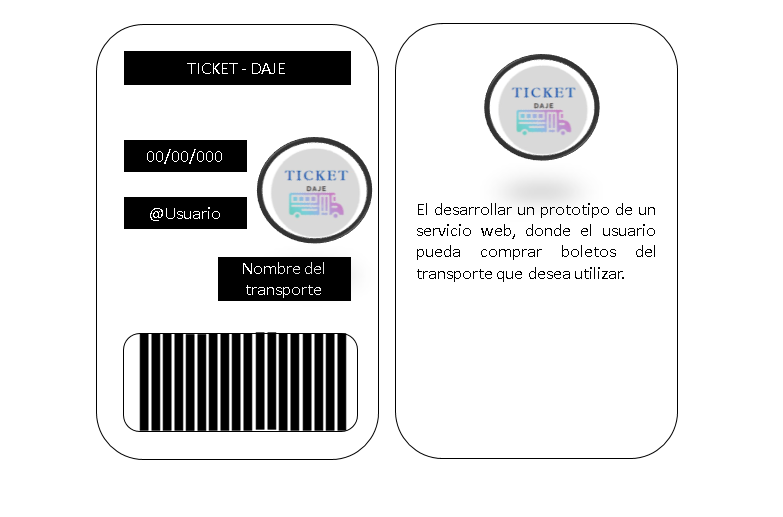 TICKET - DAJE
00/00/000
@Usuario
TICKET
DAJE
Nombre del
transporte
TICKET
DAJE
El desarrollar un prototipo de un
servicio web, donde el usuario
pueda comprar boletos del
transporte que desea utilizar.